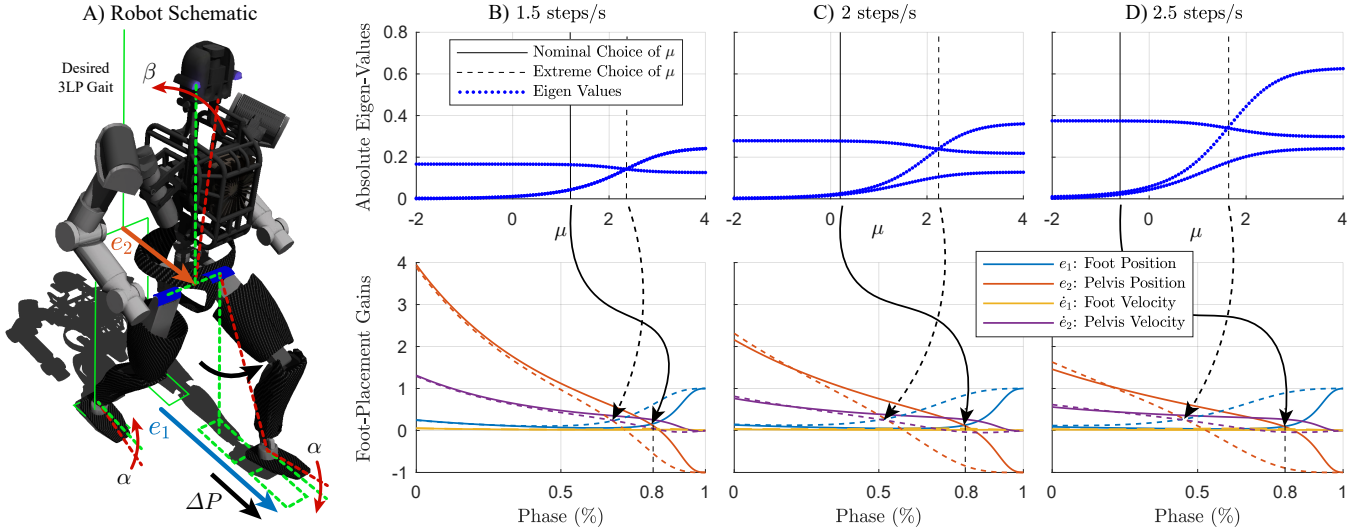 A) Robot Schematic
Desired
3LP Gait
β
e₂
e₁
α
α
ΔP
B) 1.5 steps/s
C) 2 steps/s
D) 2.5 steps/s
Absolute Eigen-Values
0.8
0.6
0.4
0.2
0
Nominal Choice of μ
Extreme Choice of μ
Eigen Values
-2 0 2 4
μ
-2 0 2 4
μ
-2 0 2 4
μ
Foot-Placement Gains
4
3
2
1
0
-1
e₁: Foot Position
e₂: Pelvis Position
ė₁: Foot Velocity
ė₂: Pelvis Velocity
0 0.5 0.8 1
Phase (%)
0 0.5 0.8 1
Phase (%)
0 0.5 0.8 1
Phase (%)